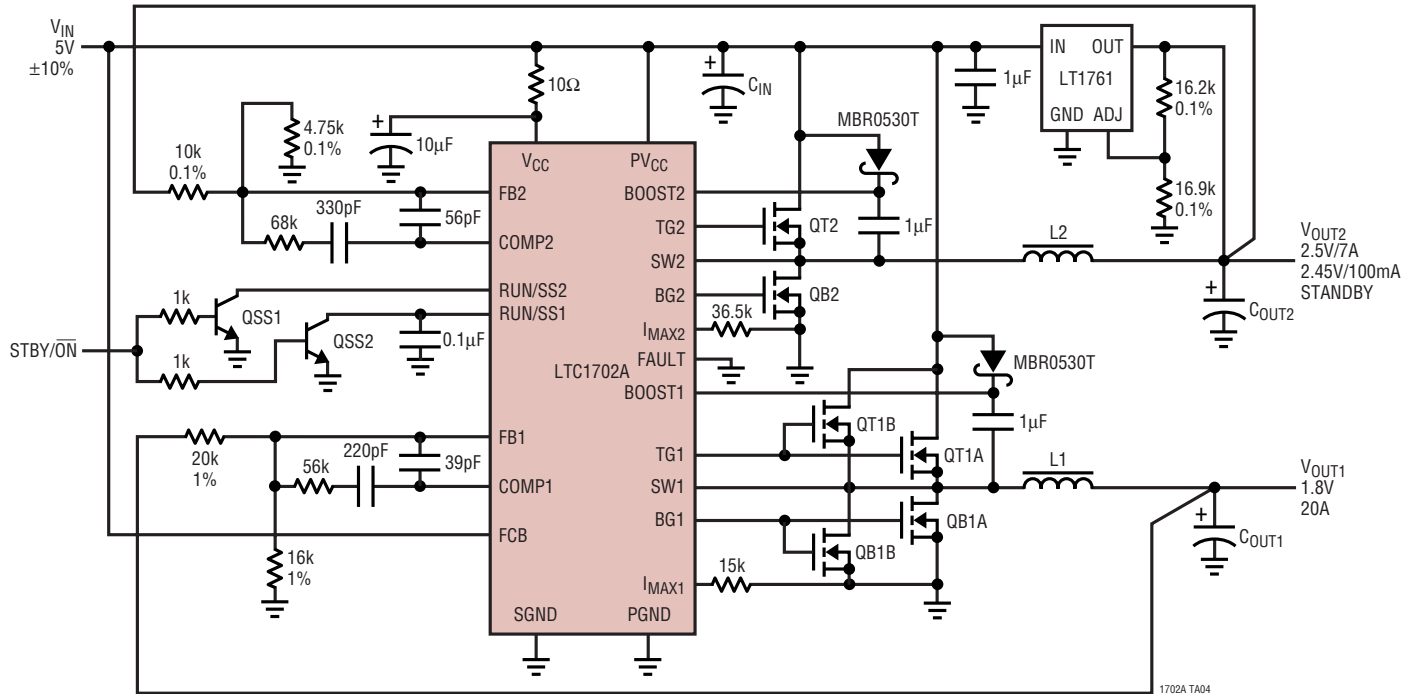 VIN
5V
±10%
10Ω
4.75k
0.1%
10µF
10k
0.1%
330pF
68k
56pF
CIN
1µF
IN OUT
LT1761
GND ADJ
16.2k
0.1%
16.9k
0.1%
MBR0530T
1µF
VCC
PVCC
FB2
COMP2
RUN/SS2
RUN/SS1
LTC1702A
FB1
COMP1
FCB
SGND
PGND
BOOST2
TG2
SW2
BG2
IMAX2
FAULT
BOOST1
TG1
SW1
BG1
IMAX1
QT2
QB2
36.5k
L2
VOUT2
2.5V/7A
2.45V/100mA
STANDBY
COUT2
STBY/ON
1k
1k
QSS1
QSS2
0.1µF
MBR0530T
1µF
QT1B
QT1A
QB1A
QB1B
15k
L1
VOUT1
1.8V
20A
COUT1
20k
1%
220pF
56k
39pF
16k
1%
1702A TA04